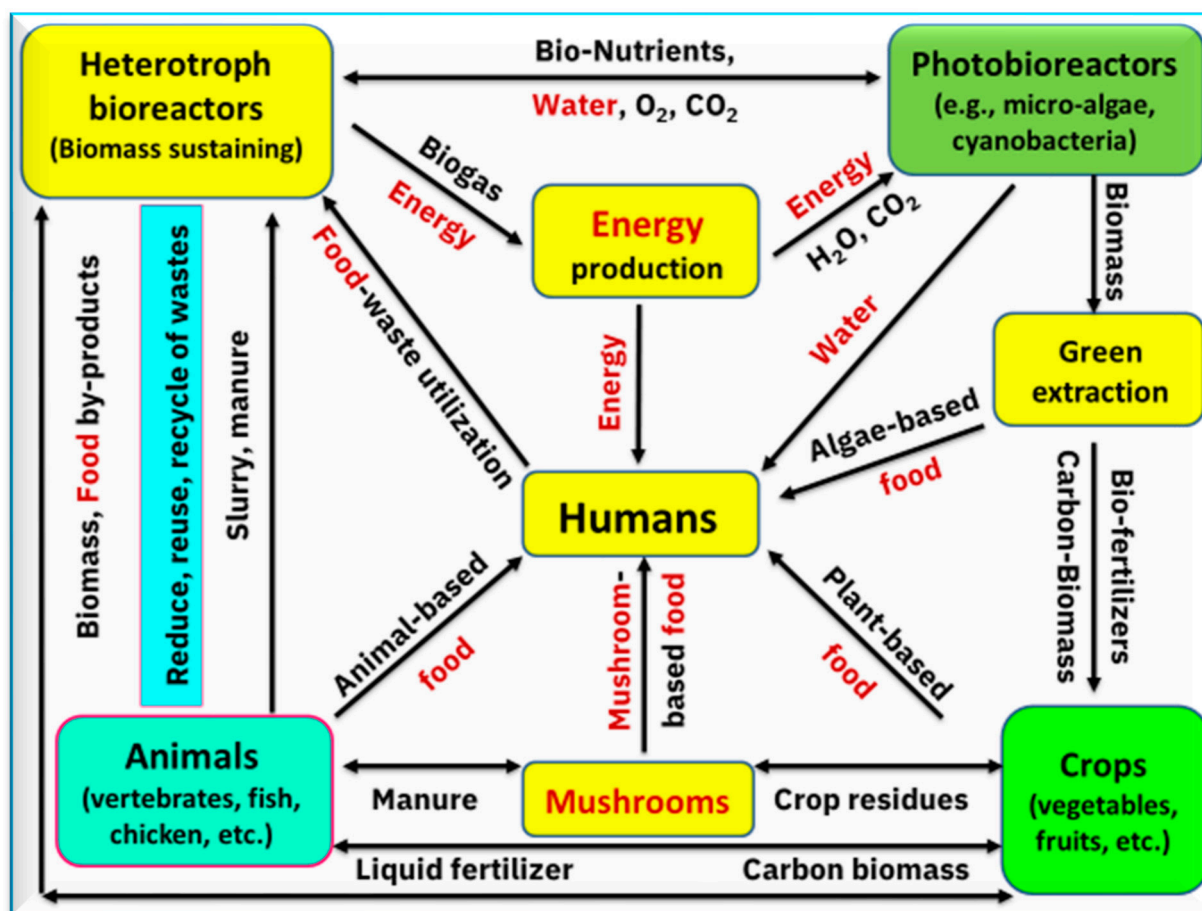 Heterotroph
bioreactors
(Biomass sustaining)
Bio-Nutrients,
Water, O₂, CO₂
Photobioreactors
(e.g., micro-algae,
cyanobacteria)
Biogas
Energy
Energy
production
Energy
H₂O, CO₂
Biomass
Biomass, Food by-products
Reduce, reuse, recycle of wastes
Slurry, manure
Food-waste utilization
Energy
Water
Green
extraction
Algae-based
food
Humans
Bio-fertilizers
Carbon-Biomass
Animal-based
food
Mushroom-
based food
Plant-based
food
Animals
(vertebrates, fish,
chicken, etc.)
Manure
Mushrooms
Crop residues
Crops
(vegetables,
fruits, etc.)
Liquid fertilizer
Carbon biomass